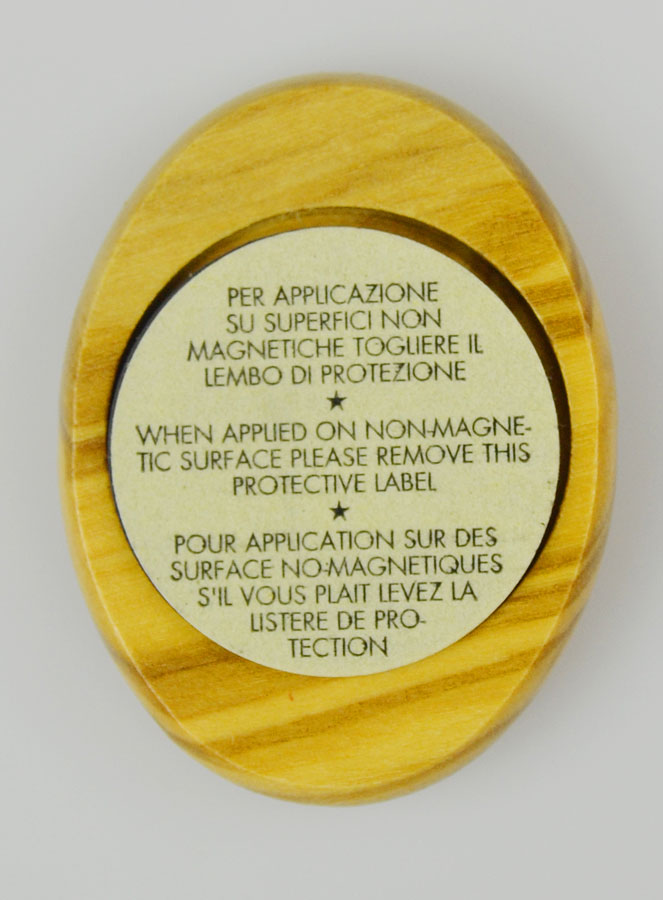 PER APPLICAZIONE
SU SUPERFICI NON
MAGNETICHE TOGLIERE IL
LEMBO DI PROTEZIONE
★
WHEN APPLIED ON NON-MAGNE-
TIC SURFACE PLEASE REMOVE THIS
PROTECTIVE LABEL
★
POUR APPLICATION SUR DES
SURFACE NO-MAGNETIQUES
S'IL VOUS PLAIT LEVEZ LA
LISTERE DE PRO-
TECTION